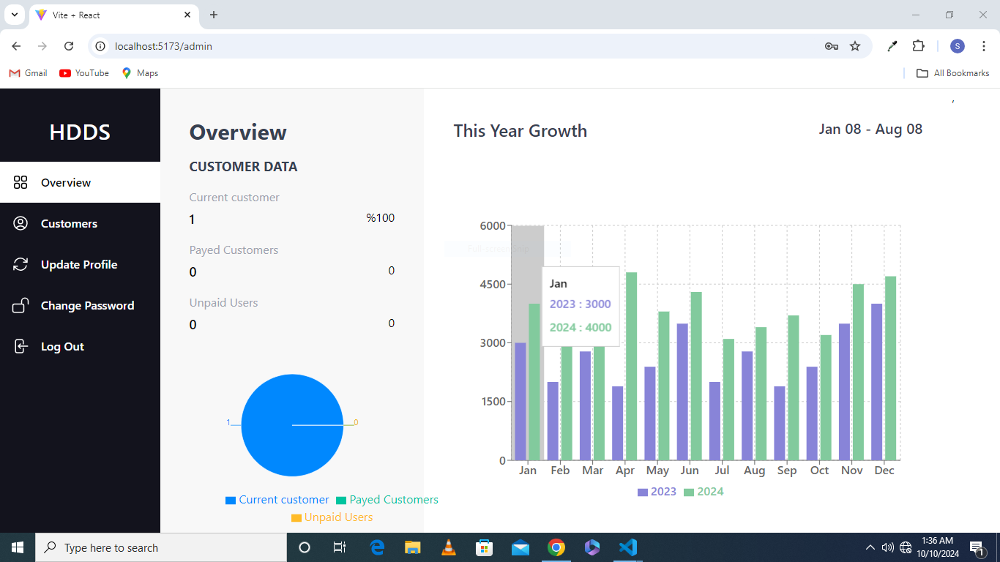 Vite + React
localhost:5173/admin
S
Gmail
YouTube
Maps
All Bookmarks
HDDS
Overview
Customers
Update Profile
Change Password
Log Out
Overview
CUSTOMER DATA
Current customer
1 %100
Payed Customers
0 0
Unpaid Users
0 0
1 0
Current customer Payed Customers
Unpaid Users
,
This Year Growth
Jan 08 - Aug 08
6000
4500
3000
1500
0
Jan
2023 : 3000
2024 : 4000
Jan Feb Mar Apr May Jun Jul Aug Sep Oct Nov Dec
2023 2024
Type here to search
1:36 AM
10/10/2024
1